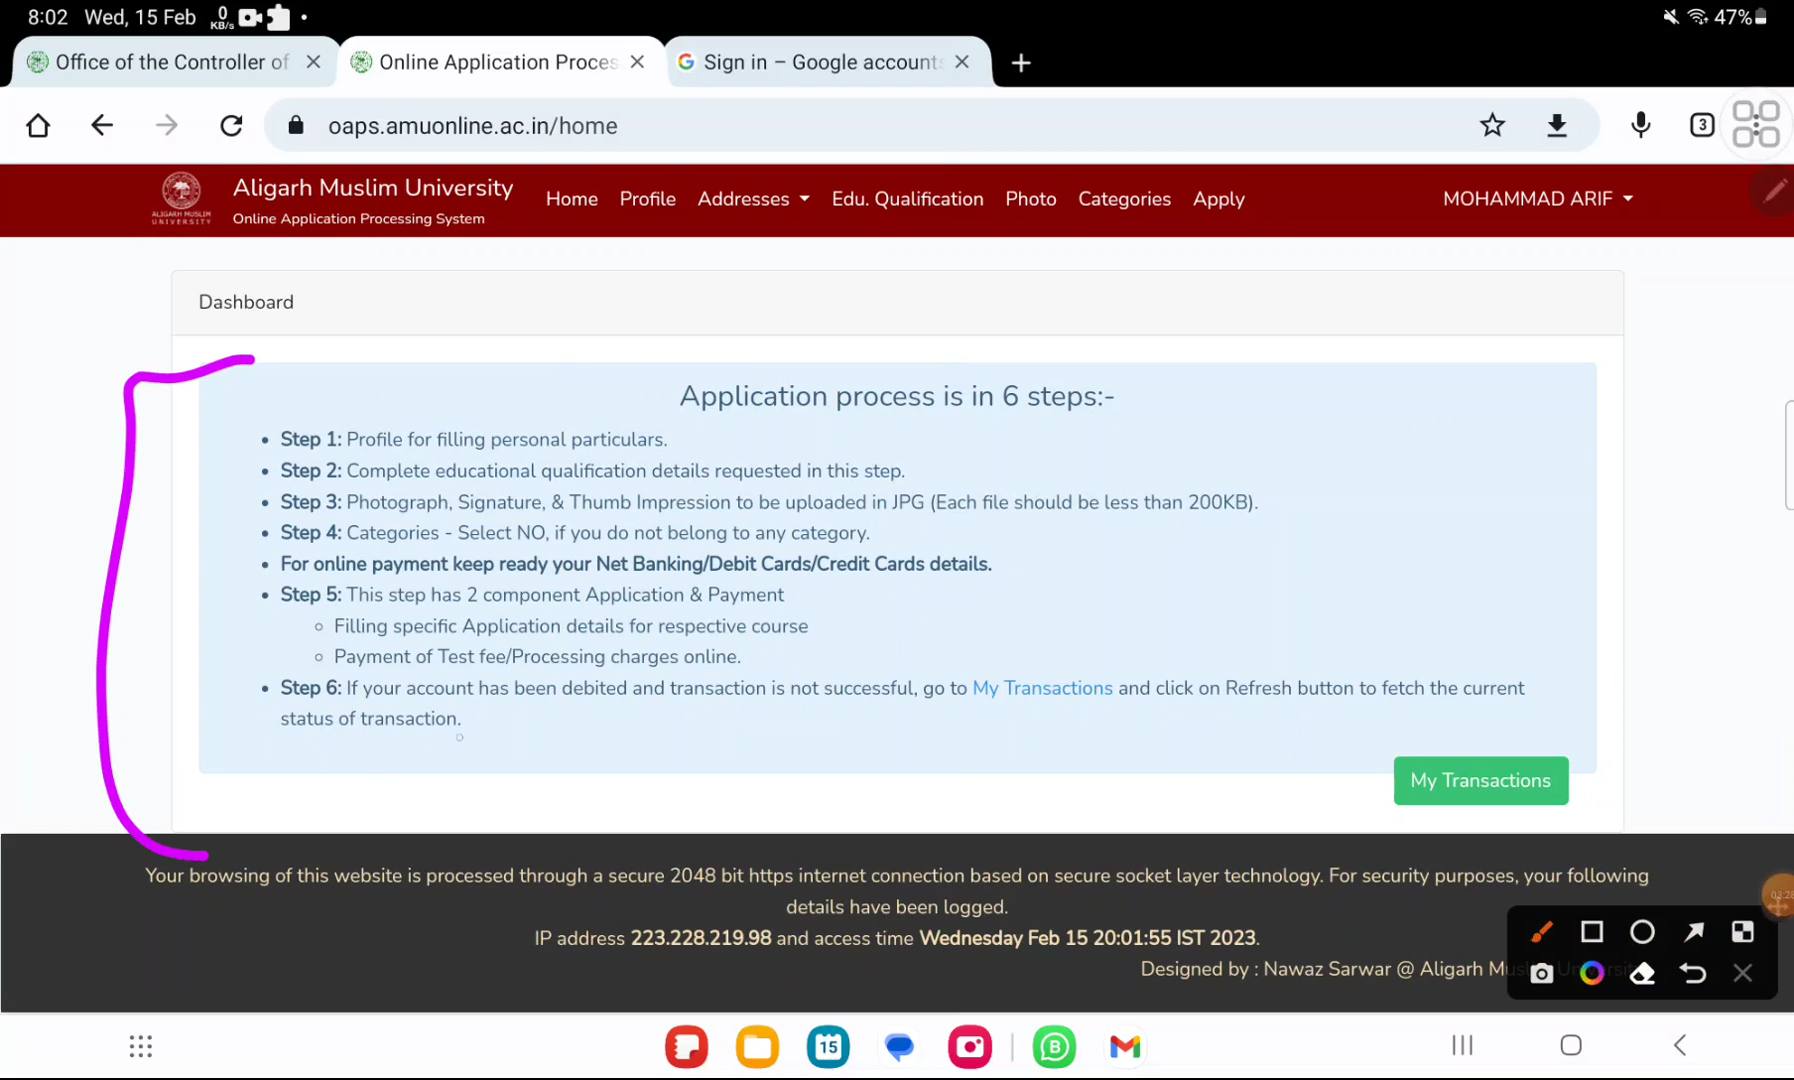 8:02 Wed, 15 Feb 0 KB/s 47%
Office of the Controller of
Online Application Proces
Sign in – Google accounts
oaps.amuonline.ac.in/home
3
ALIGARH MUSLIM
UNIVERSITY
Aligarh Muslim University
Online Application Processing System
Home Profile Addresses Edu. Qualification Photo Categories Apply
MOHAMMAD ARIF
Dashboard
Application process is in 6 steps:-
Step 1: Profile for filling personal particulars.
Step 2: Complete educational qualification details requested in this step.
Step 3: Photograph, Signature, & Thumb Impression to be uploaded in JPG (Each file should be less than 200KB).
Step 4: Categories - Select NO, if you do not belong to any category.
For online payment keep ready your Net Banking/Debit Cards/Credit Cards details.
Step 5: This step has 2 component Application & Payment
Filling specific Application details for respective course
Payment of Test fee/Processing charges online.
Step 6: If your account has been debited and transaction is not successful, go to My Transactions and click on Refresh button to fetch the current
status of transaction.
My Transactions
Your browsing of this website is processed through a secure 2048 bit https internet connection based on secure socket layer technology. For security purposes, your following
details have been logged.
IP address 223.228.219.98 and access time Wednesday Feb 15 20:01:55 IST 2023.
Designed by : Nawaz Sarwar @ Aligarh Muslim University
15
B